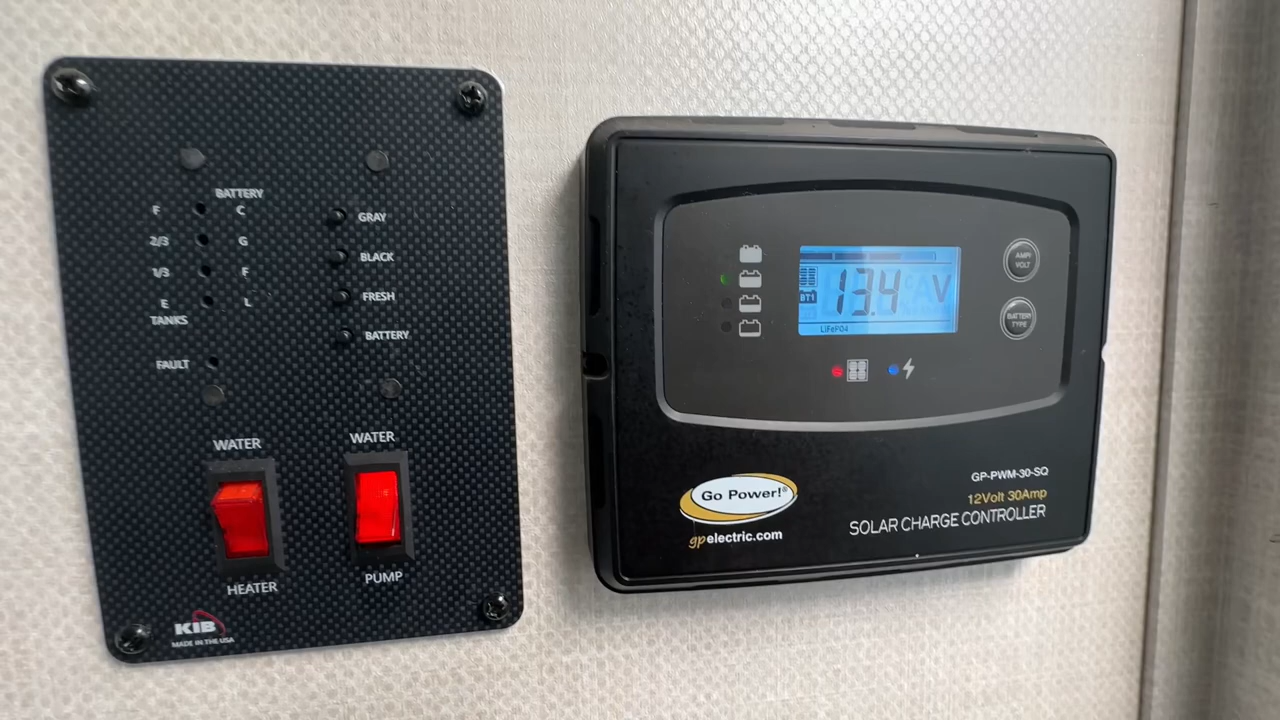 BATTERY
F C
2/3 G
1/3 F
E L
TANKS
FAULT
GRAY
BLACK
FRESH
BATTERY
WATER
HEATER
WATER
PUMP
KIB
MADE IN THE USA
BT1
13.4 V
LiFePO4
AMP/
VOLT
BATTERY
TYPE
Go Power!®
gpelectric.com
GP-PWM-30-SQ
12Volt 30Amp
SOLAR CHARGE CONTROLLER